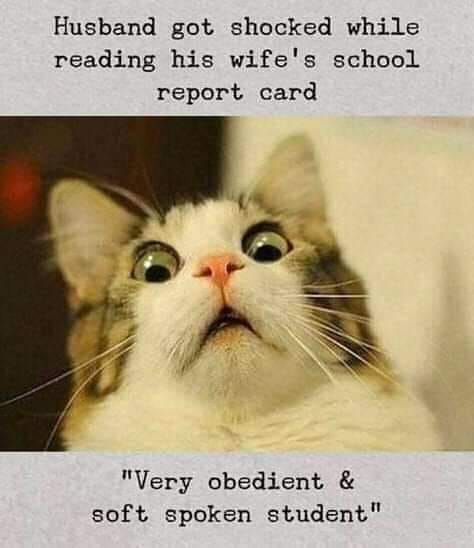 Husband got shocked while
reading his wife's school
report card
"Very obedient &
soft spoken student"